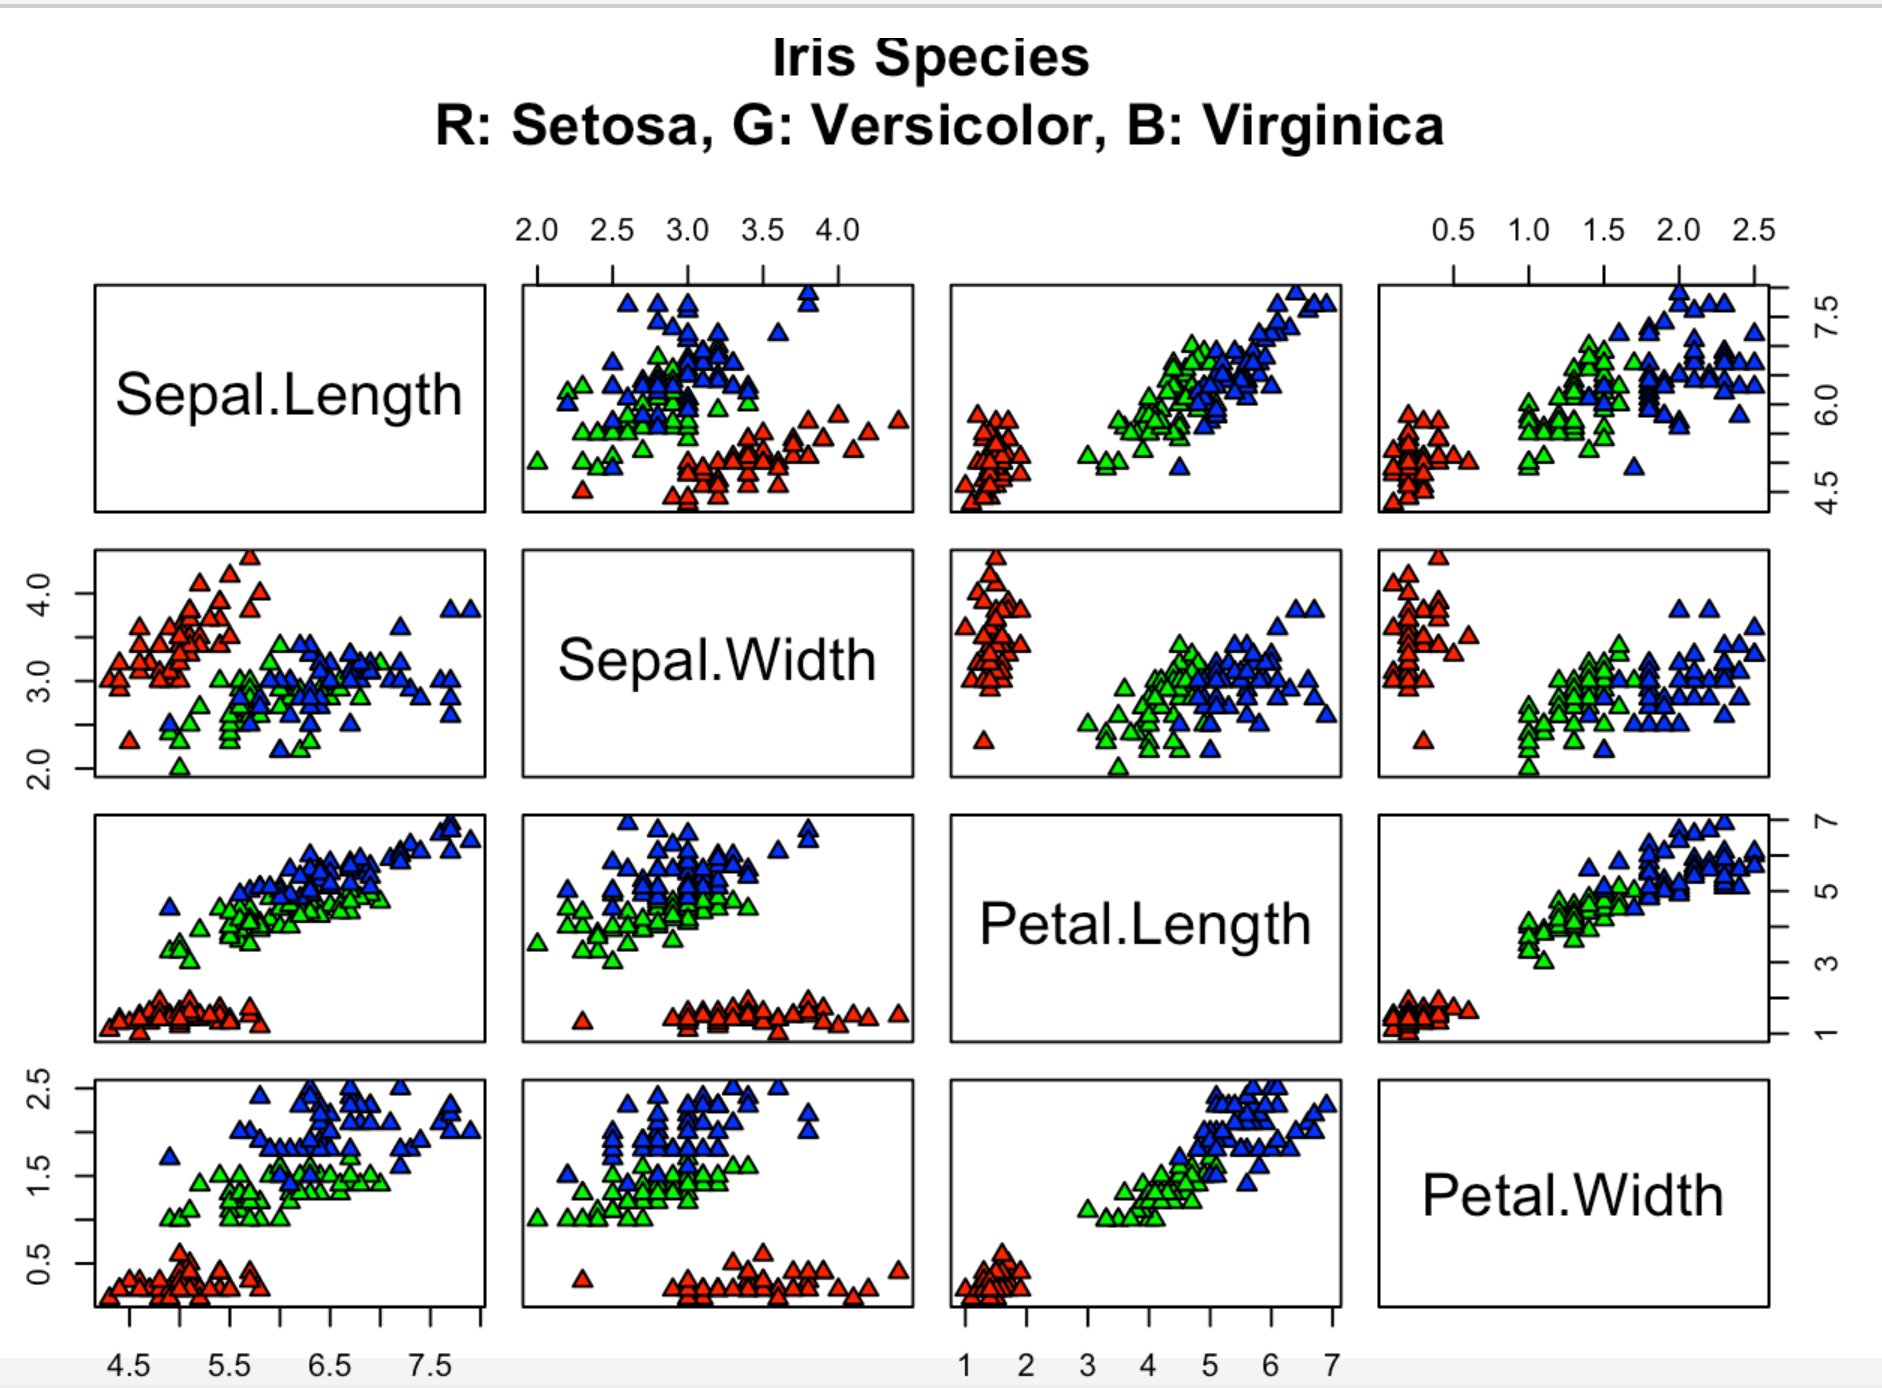 Iris Species
R: Setosa, G: Versicolor, B: Virginica
2.0 2.5 3.0 3.5 4.0
0.5 1.0 1.5 2.0 2.5
Sepal.Length
4.5 6.0 7.5
2.0 3.0 4.0
Sepal.Width
Petal.Length
1 3 5 7
0.5 1.5 2.5
Petal.Width
4.5 5.5 6.5 7.5
1 2 3 4 5 6 7